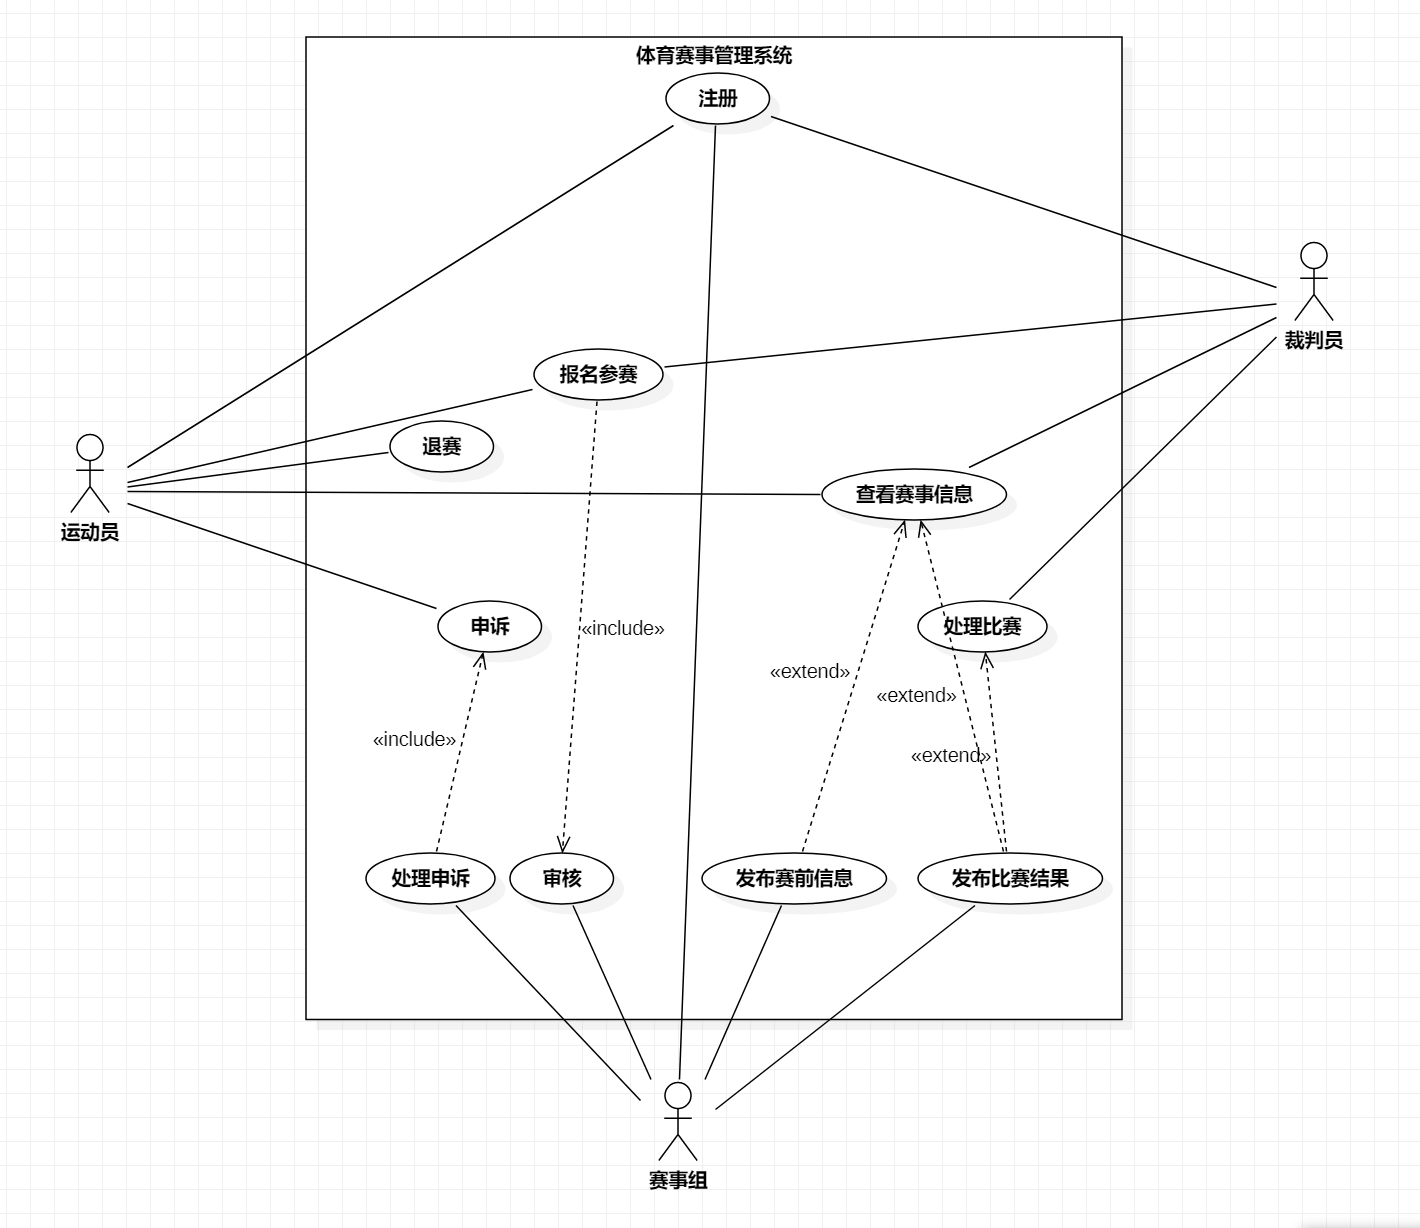 体育赛事管理系统
注册
裁判员
报名参赛
退赛
查看赛事信息
运动员
申诉
«include»
处理比赛
«extend»
«extend»
«include»
«extend»
处理申诉
审核
发布赛前信息
发布比赛结果
赛事组